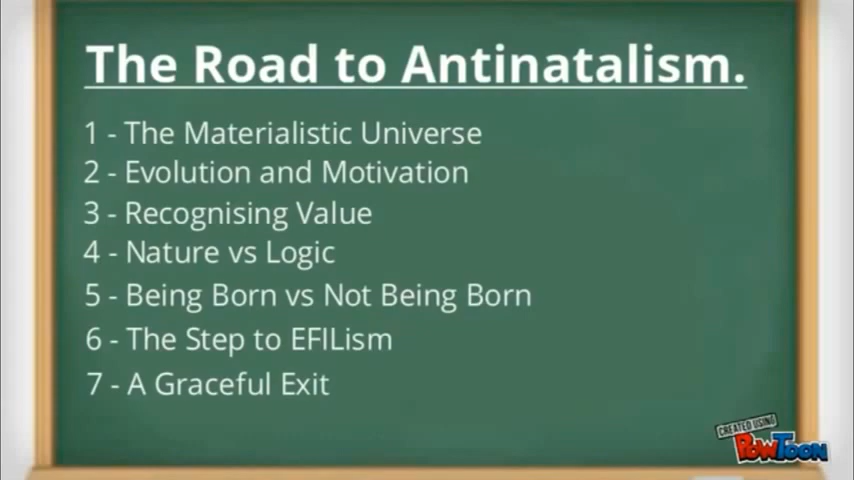 The Road to Antinatalism.
1 - The Materialistic Universe
2 - Evolution and Motivation
3 - Recognising Value
4 - Nature vs Logic
5 - Being Born vs Not Being Born
6 - The Step to EFILism
7 - A Graceful Exit
CREATED USING
POWTOON